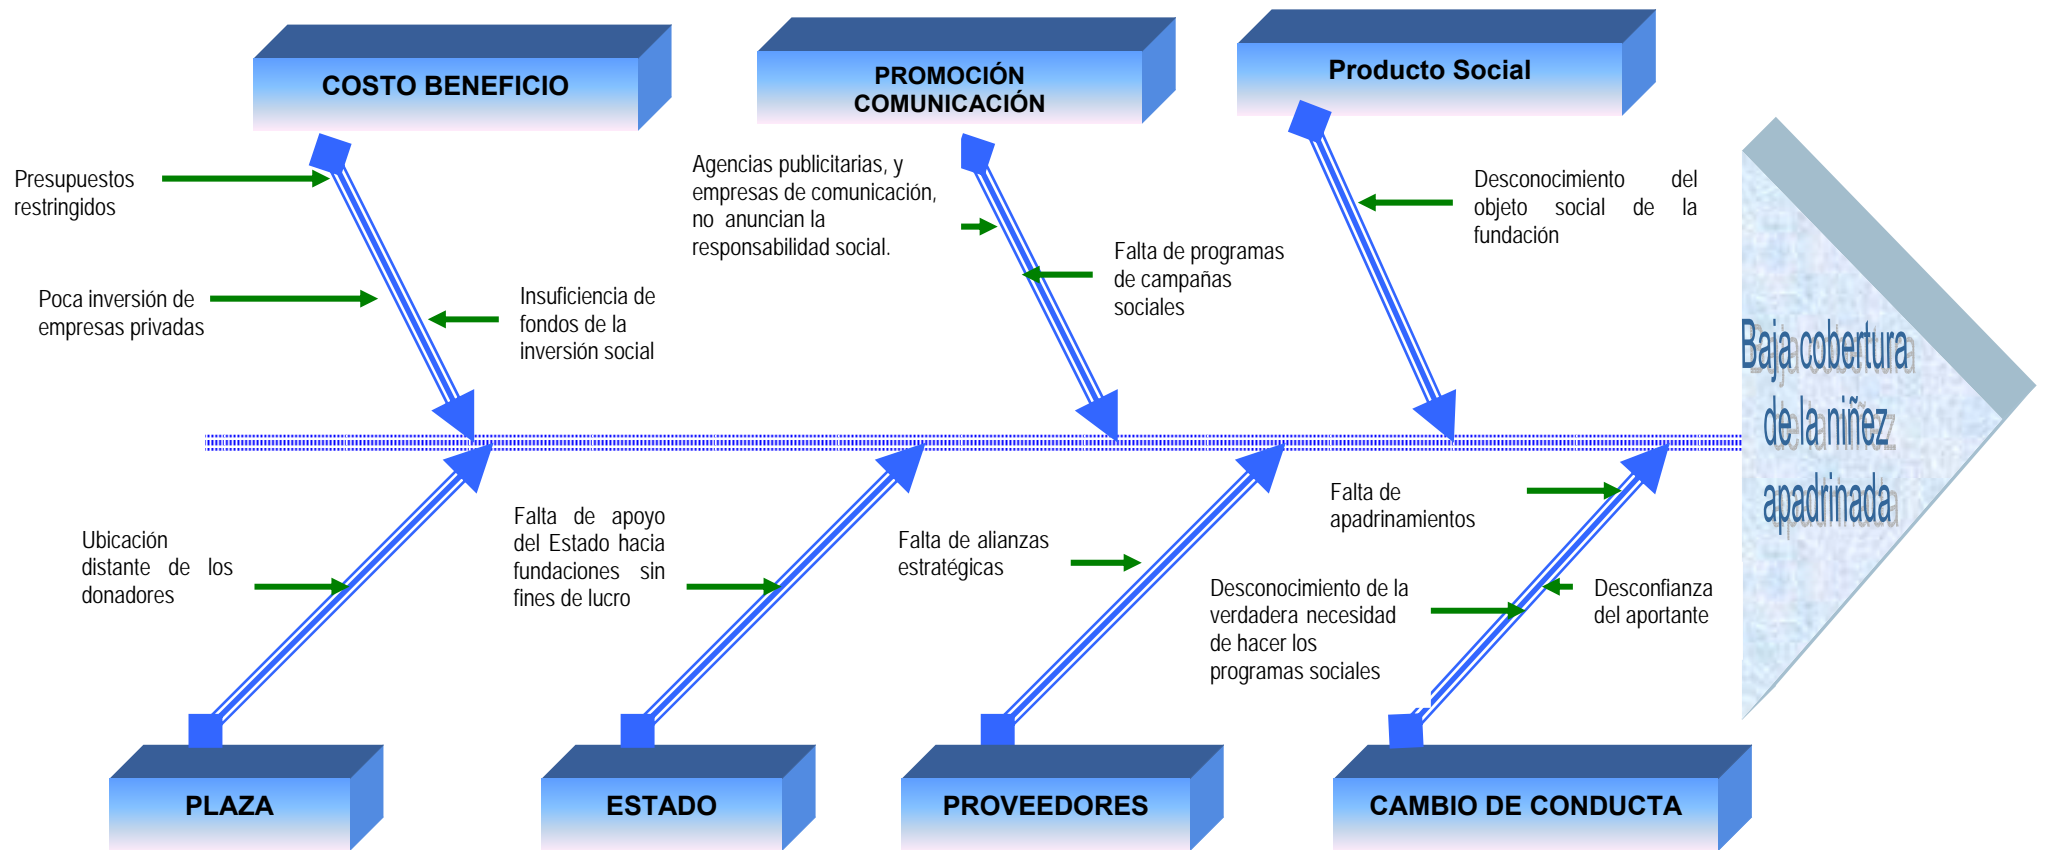 COSTO BENEFICIO
PROMOCIÓN
COMUNICACIÓN
Producto Social
Presupuestos
restringidos
Poca inversión de
empresas privadas
Insuficiencia de
fondos de la
inversión social
Agencias publicitarias, y
empresas de comunicación,
no anuncian la
responsabilidad social.
Falta de programas
de campañas
sociales
Desconocimiento del
objeto social de la
fundación
Baja cobertura
de la niñez
apadrinada
Ubicación
distante de los
donadores
Falta de apoyo
del Estado hacia
fundaciones sin
fines de lucro
Falta de alianzas
estratégicas
Falta de
apadrinamientos
Desconocimiento de la
verdadera necesidad
de hacer los
programas sociales
Desconfianza
del aportante
PLAZA
ESTADO
PROVEEDORES
CAMBIO DE CONDUCTA